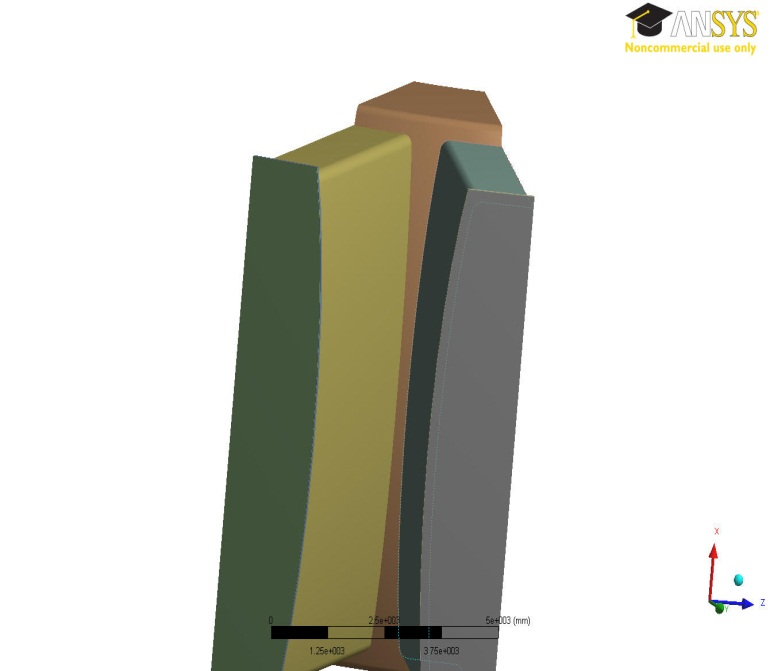 ANSYS
Noncommercial use only
X
Z
Y
0 2.5e+003 5e+003 (mm)
1.25e+003 3.75e+003